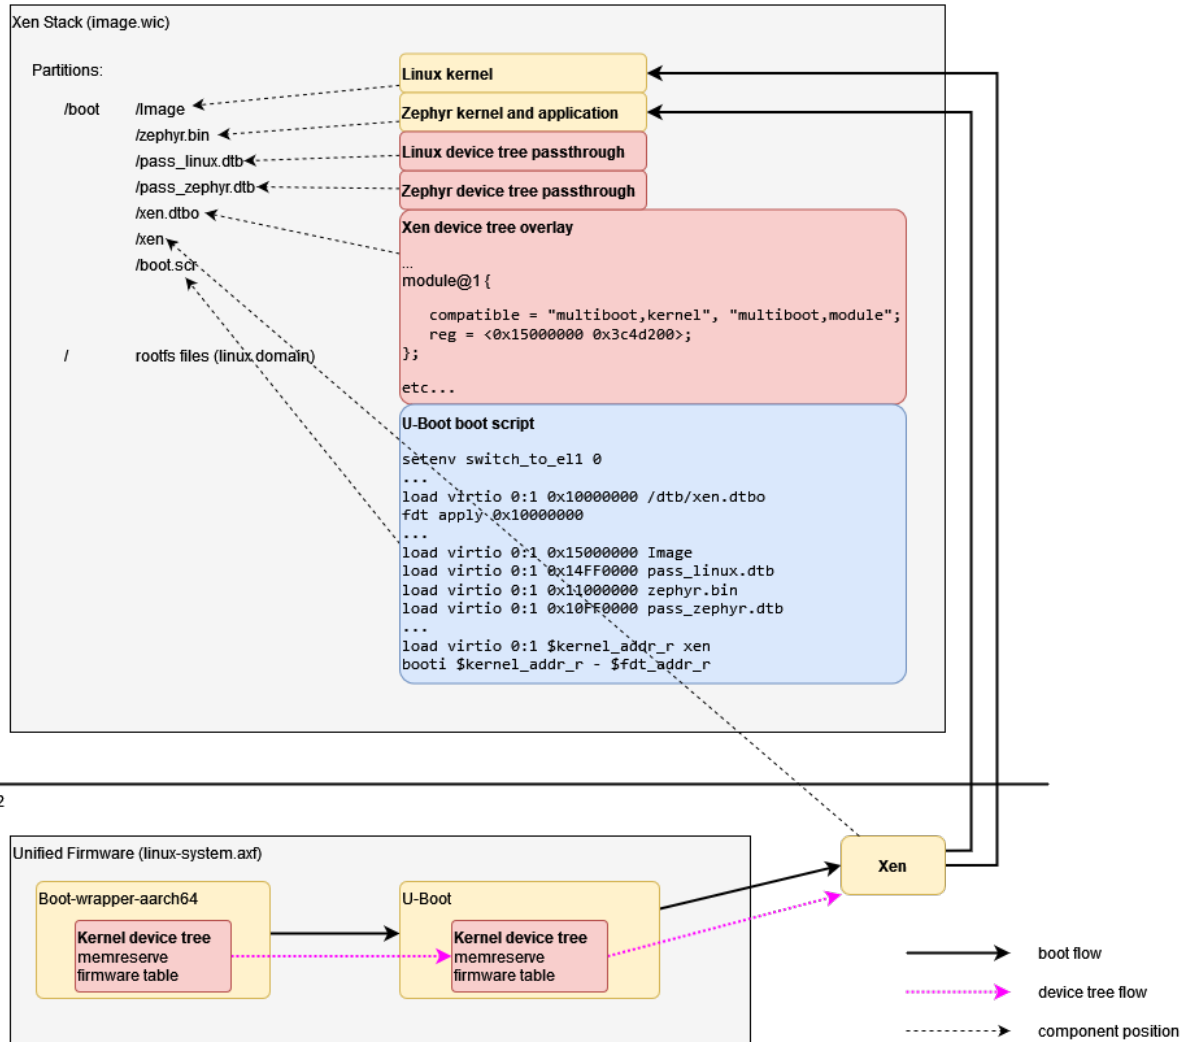 Xen Stack (image.wic)
Partitions:
/boot
/Image
/zephyr.bin
/pass_linux.dtb
/pass_zephyr.dtb
/xen.dtbo
/xen
/boot.scr
/
rootfs files (linux domain)
Linux kernel
Zephyr kernel and application
Linux device tree passthrough
Zephyr device tree passthrough
Xen device tree overlay
...
module@1 {
compatible = "multiboot,kernel", "multiboot,module";
reg = <0x15000000 0x3c4d200>;
};
etc...
U-Boot boot script
setenv switch_to_el1 0
...
load virtio 0:1 0x10000000 /dtb/xen.dtbo
fdt apply 0x10000000
...
load virtio 0:1 0x15000000 Image
load virtio 0:1 0x14FF0000 pass_linux.dtb
load virtio 0:1 0x11000000 zephyr.bin
load virtio 0:1 0x10FF0000 pass_zephyr.dtb
...
load virtio 0:1 $kernel_addr_r xen
booti $kernel_addr_r - $fdt_addr_r
2
Unified Firmware (linux-system.axf)
Boot-wrapper-aarch64
Kernel device tree
memreserve
firmware table
U-Boot
Kernel device tree
memreserve
firmware table
Xen
boot flow
device tree flow
component position